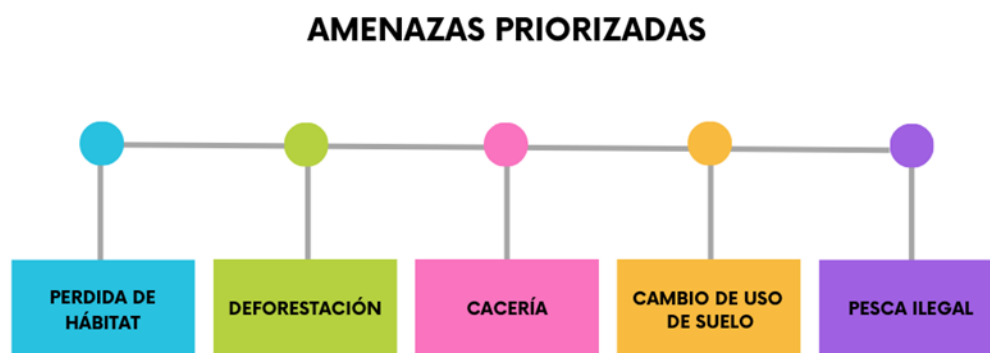 AMENAZAS PRIORIZADAS
PERDIDA DE
HÁBITAT
DEFORESTACIÓN
CACERÍA
CAMBIO DE USO
DE SUELO
PESCA ILEGAL